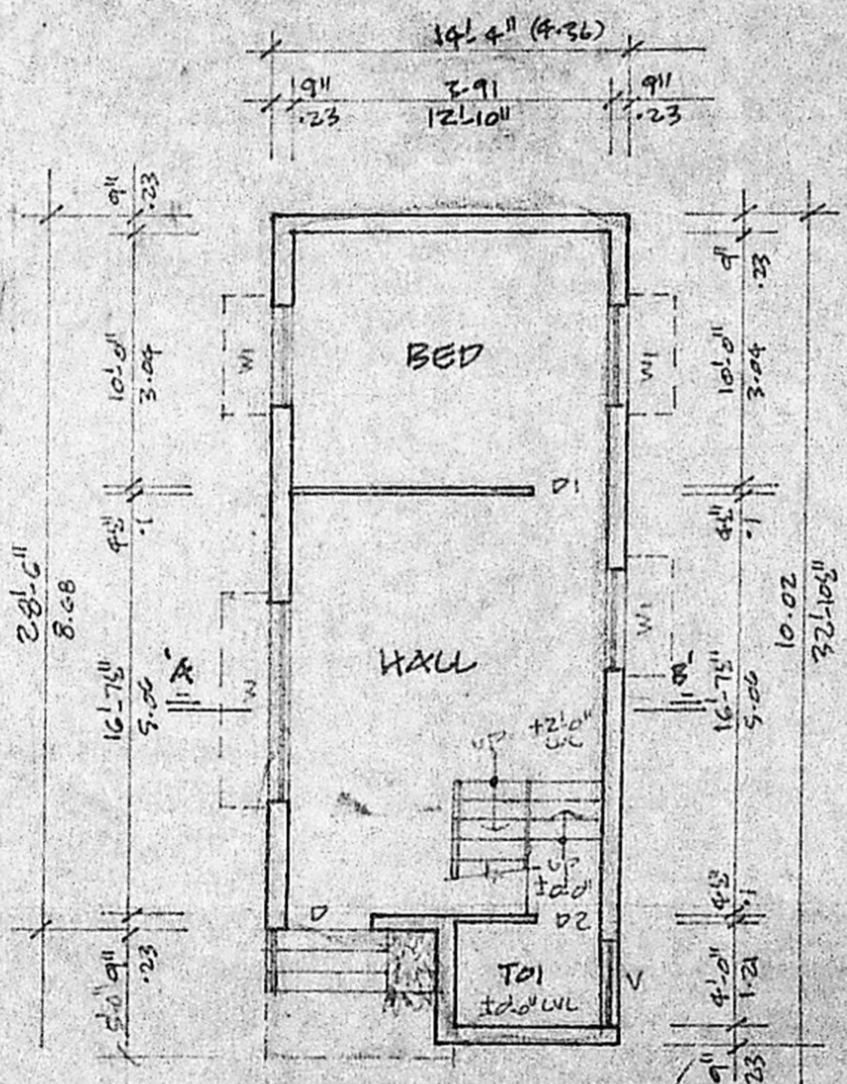 14'-4" (4.36)
9" 3.91 9"
.23 12'-10" .23
9"
.23
10'-0"
3.04
4½"
.1
16'-7½"
5.06
9"
.23
28'-6"
8.68
W1
BED
W1
D1
'A'
W
HALL
W1
'B'
+2'-0"
UP
±0'-0"
D
D2
TOI
±0'-0" LVL
V
9"
.23
10'-0"
3.04
4½"
.1
16'-7½"
5.06
4½"
.1
4'-0"
1.21
9"
.23
10.02
32'-10½"